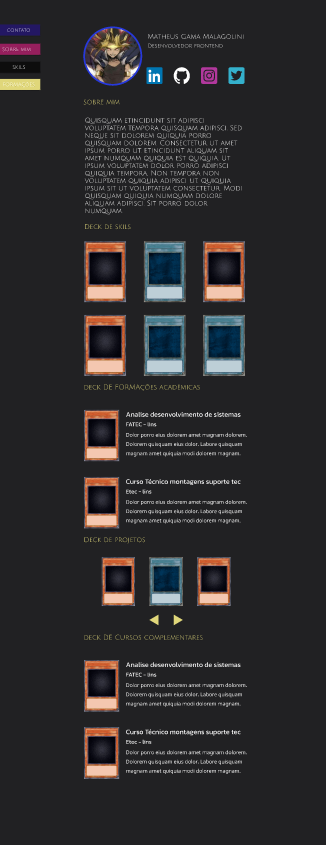 CONTATO
SOBRE MIM
SKILS
MATHEUS GAMA MALAGOLINI
DESENVOLVEDOR FRONTEND
SOBRE MIM
QUISQUAM ETINCIDUNT SIT ADIPISCI
VOLUPTATEM TEMPORA QUISQUAM ADIPISCI. SED
NEQUE SIT DOLOREM QUIQUIA PORRO
QUISQUAM DOLOREM. CONSECTETUR UT AMET
IPSUM PORRO UT ETINCIDUNT ALIQUAM SIT
AMET NUMQUAM QUIQUIA EST QUIQUIA. UT
IPSUM VOLUPTATEM DOLOR PORRO ADIPISCI
QUIQUIA TEMPORA. NON TEMPORA NON
VOLUPTATEM QUIQUIA ADIPISCI UT QUIQUIA
IPSUM SIT UT VOLUPTATEM CONSECTETUR. MODI
QUISQUAM QUIQUIA NUMQUAM DOLORE
ALIQUAM ADIPISCI. SIT PORRO DOLOR
NUMQUAM.
DECK DE SKILS
DECK DE FORMAÇÕES ACADEMICAS
Analise desenvolvimento de sistemas
FATEC - lins
Dolor porro eius dolorem amet magnam dolorem.
Dolorem quisquam eius dolor. Labore quisquam
magnam amet quiquia modi dolorem magnam.
Curso Técnico montagens suporte tec
Etec - lins
Dolor porro eius dolorem amet magnam dolorem.
Dolorem quisquam eius dolor. Labore quisquam
magnam amet quiquia modi dolorem magnam.
DECK DE PROJETOS
DECK DE CURSOS COMPLEMENTARES
Analise desenvolvimento de sistemas
FATEC - lins
Dolor porro eius dolorem amet magnam dolorem.
Dolorem quisquam eius dolor. Labore quisquam
magnam amet quiquia modi dolorem magnam.
Curso Técnico montagens suporte tec
Etec - lins
Dolor porro eius dolorem amet magnam dolorem.
Dolorem quisquam eius dolor. Labore quisquam
magnam amet quiquia modi dolorem magnam.